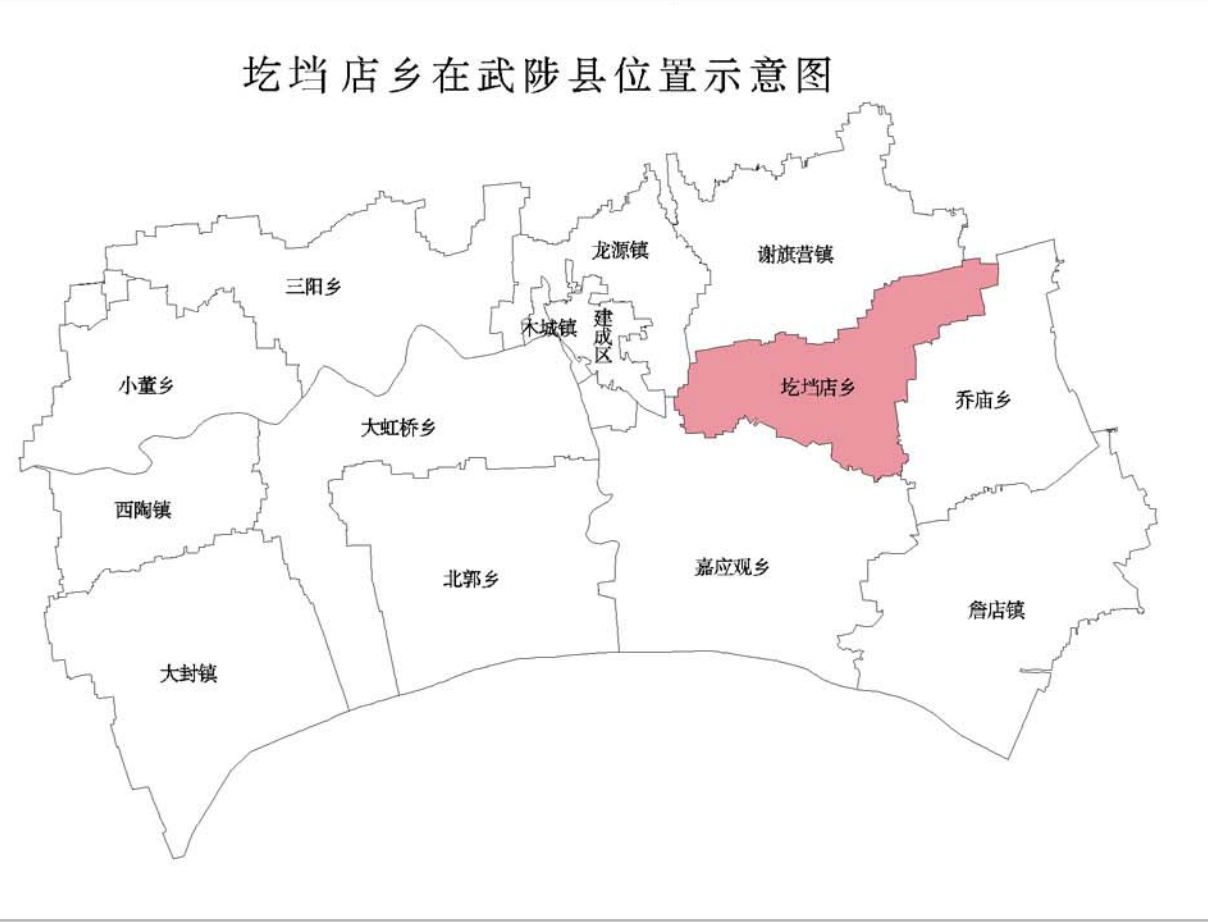 圪垱店乡在武陟县位置示意图
龙源镇
谢旗营镇
三阳乡
木城镇
建成区
小董乡
圪垱店乡
乔庙乡
大虹桥乡
西陶镇
北郭乡
嘉应观乡
詹店镇
大封镇